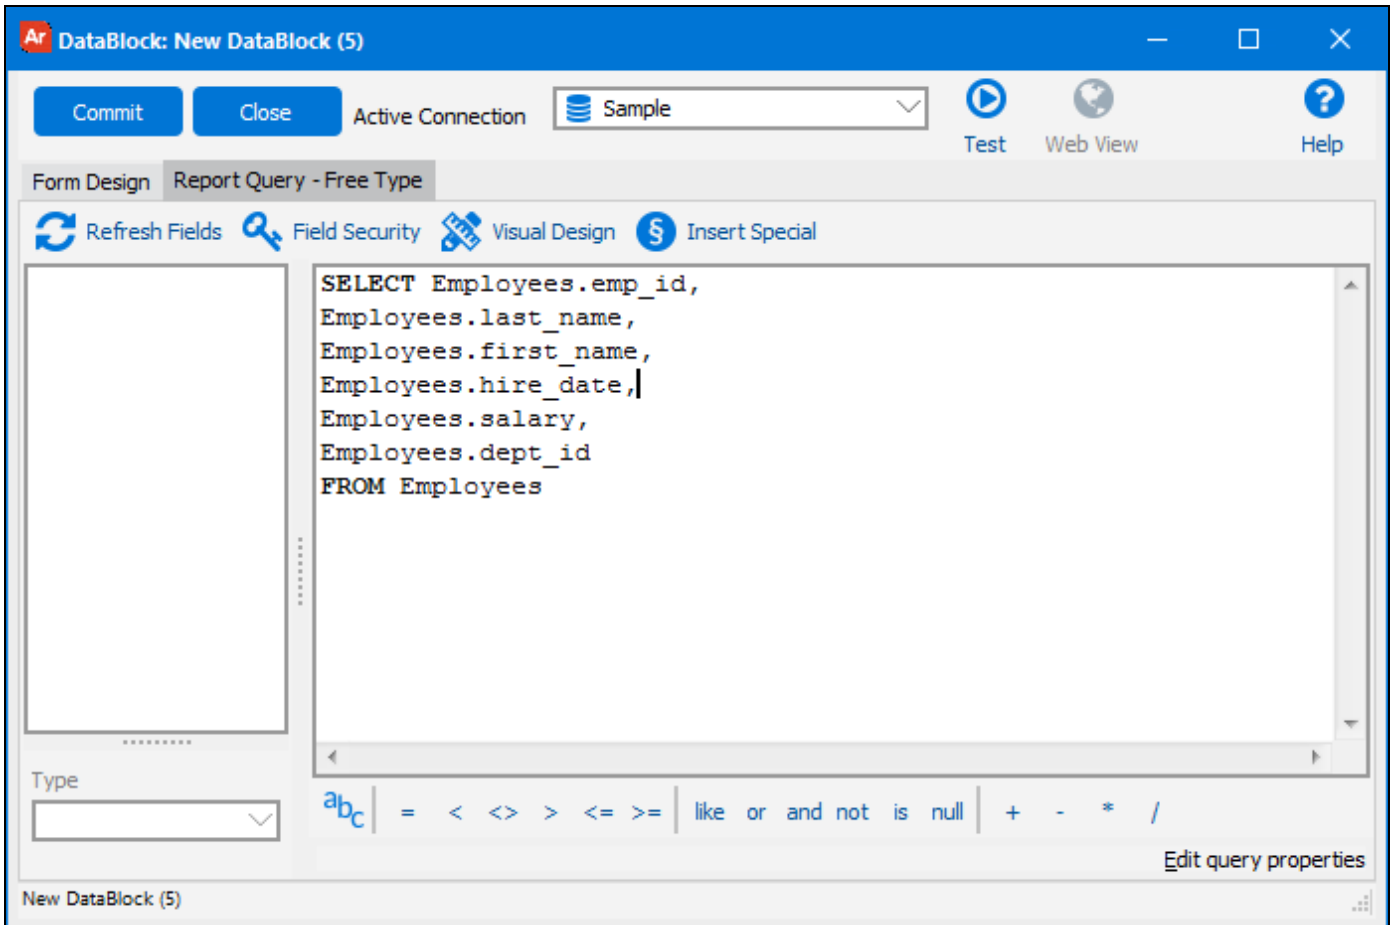 Ar DataBlock: New DataBlock (5)
Commit Close Active Connection Sample Test Web View ? Help
Form Design Report Query - Free Type
Refresh Fields Field Security Visual Design § Insert Special
SELECT Employees.emp_id,
Employees.last_name,
Employees.first_name,
Employees.hire_date,
Employees.salary,
Employees.dept_id
FROM Employees
Type
abc = < <> > <= >= like or and not is null + - * /
Edit query properties
New DataBlock (5)